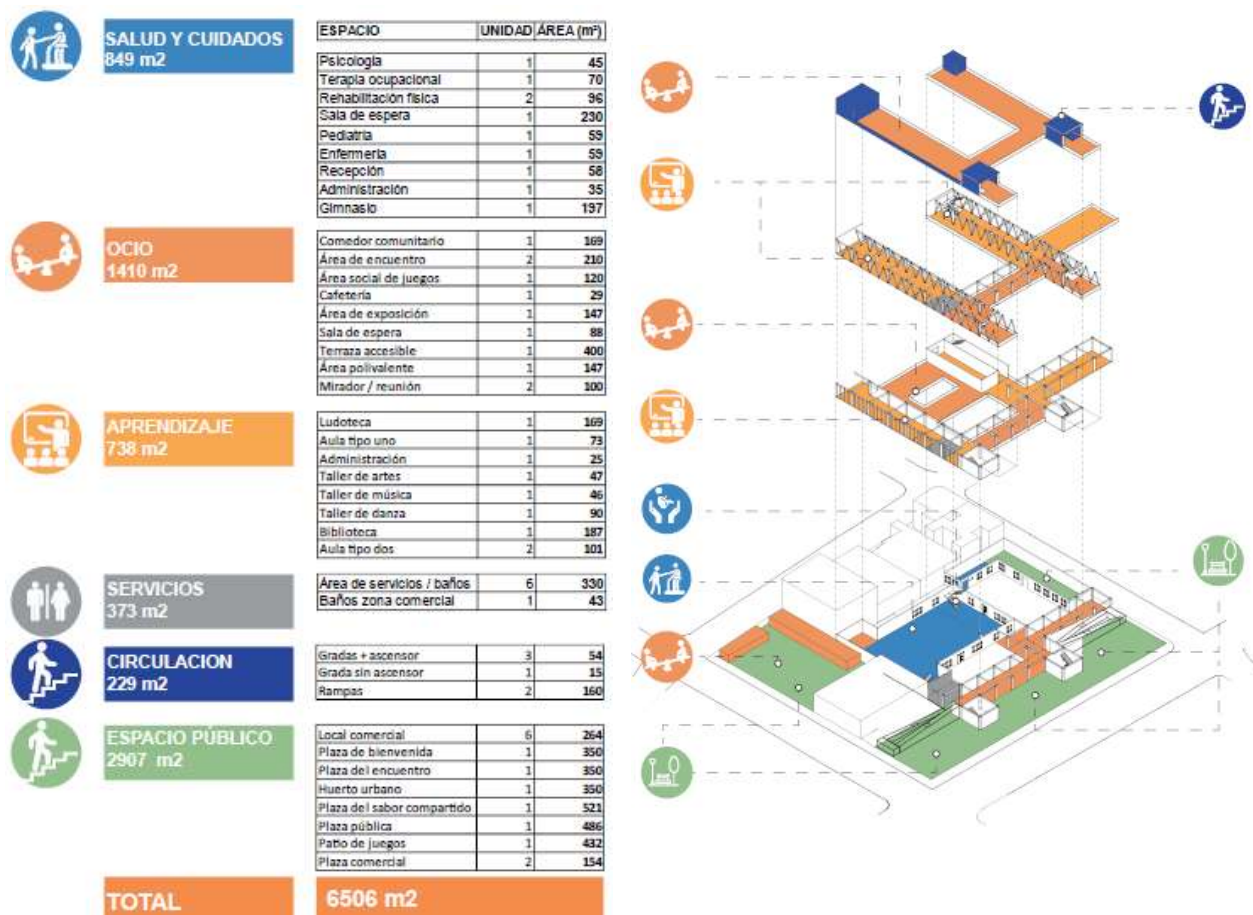 ESPACIO UNIDAD ÁREA (m²)
SALUD Y CUIDADOS
849 m2
Psicología 1 45
Terapia ocupacional 1 70
Rehabilitación física 2 96
Sala de espera 1 230
Pediatría 1 59
Enfermería 1 59
Recepción 1 58
Administración 1 35
Gimnasio 1 197
OCIO
1410 m2
Comedor comunitario 1 169
Área de encuentro 2 210
Área social de juegos 1 120
Cafetería 1 29
Área de exposición 1 147
Sala de espera 1 88
Terraza accesible 1 400
Área polivalente 1 147
Mirador / reunión 2 100
APRENDIZAJE
738 m2
Ludoteca 1 169
Aula tipo uno 1 73
Administración 1 25
Taller de artes 1 47
Taller de música 1 46
Taller de danza 1 90
Biblioteca 1 187
Aula tipo dos 2 101
SERVICIOS
373 m2
Área de servicios / baños 6 330
Baños zona comercial 1 43
CIRCULACION
229 m2
Gradas + ascensor 3 54
Grada sin ascensor 1 15
Rampas 2 160
ESPACIO PÚBLICO
2907 m2
Local comercial 6 264
Plaza de bienvenida 1 350
Plaza del encuentro 1 350
Huerto urbano 1 350
Plaza del sabor compartido 1 521
Plaza pública 1 486
Patio de juegos 1 432
Plaza comercial 2 154
TOTAL 6506 m2